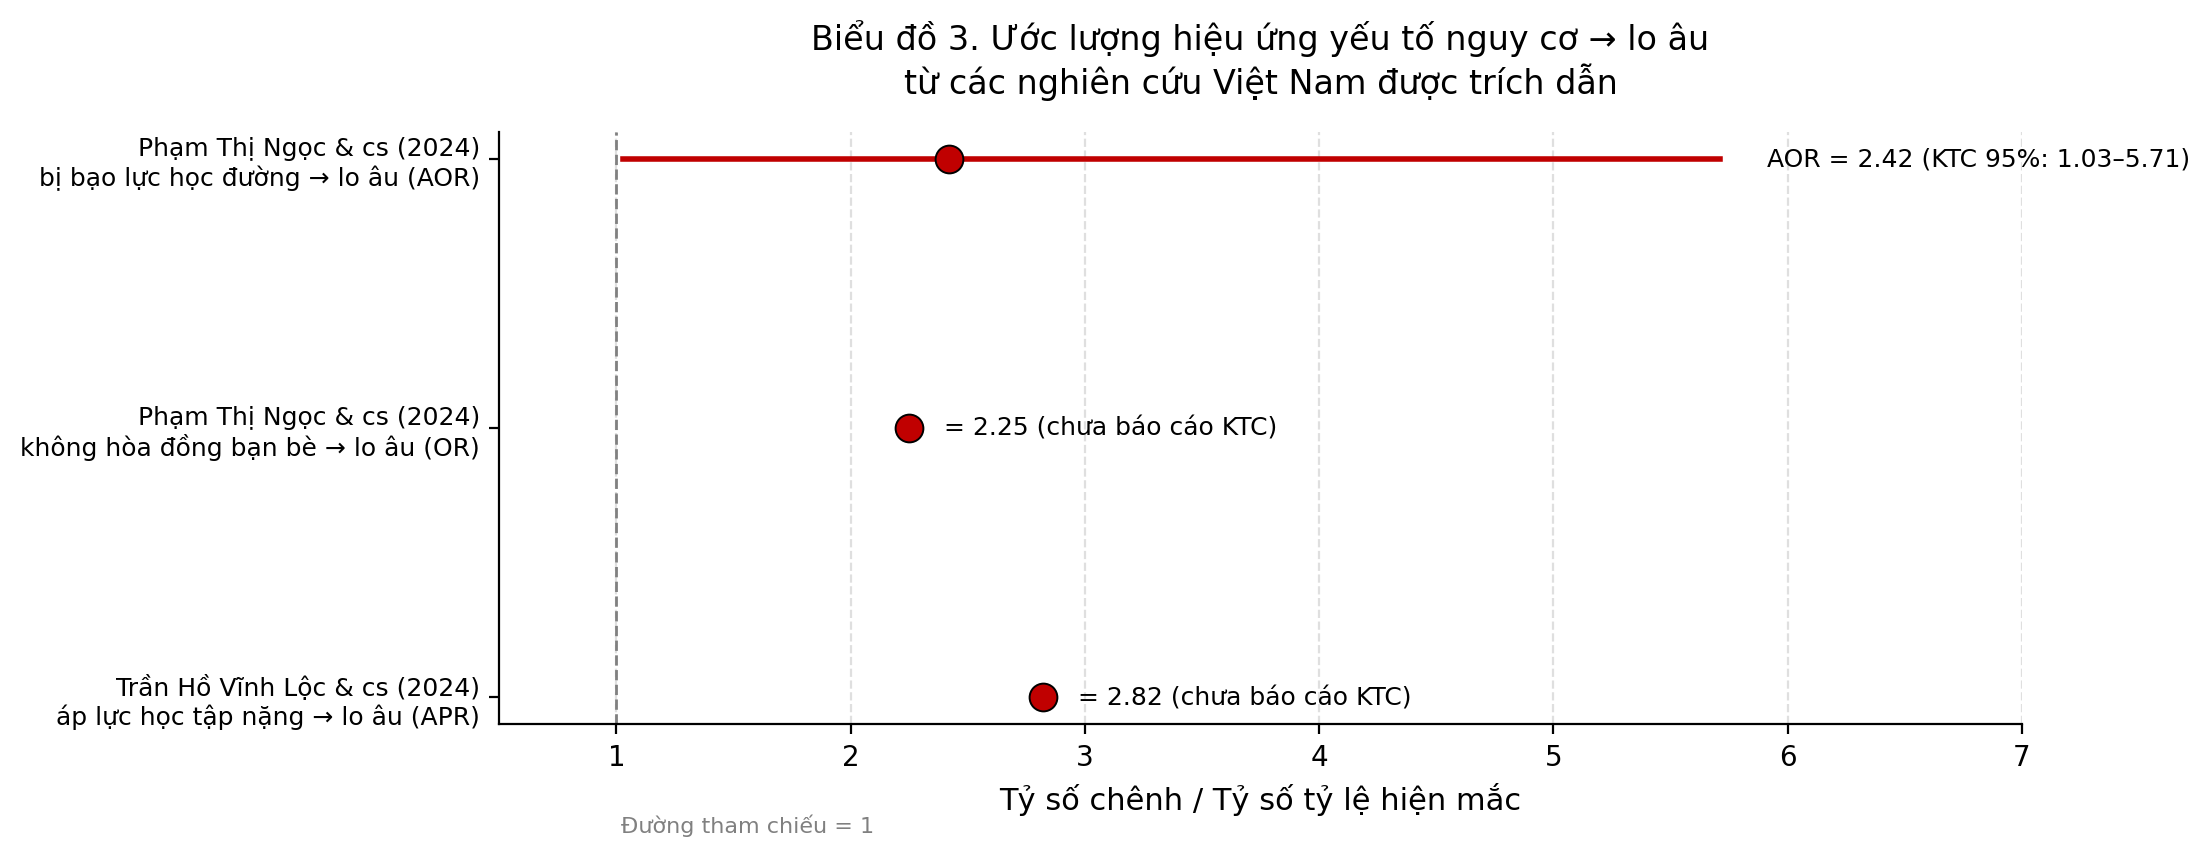 Biểu đồ 3. Ước lượng hiệu ứng yếu tố nguy cơ → lo âu
từ các nghiên cứu Việt Nam được trích dẫn
Phạm Thị Ngọc & cs (2024)
bị bạo lực học đường → lo âu (AOR)
AOR = 2.42 (KTC 95%: 1.03–5.71)
Phạm Thị Ngọc & cs (2024)
không hòa đồng bạn bè → lo âu (OR)
= 2.25 (chưa báo cáo KTC)
Trần Hồ Vĩnh Lộc & cs (2024)
áp lực học tập nặng → lo âu (APR)
= 2.82 (chưa báo cáo KTC)
1 2 3 4 5 6 7
Tỷ số chênh / Tỷ số tỷ lệ hiện mắc
Đường tham chiếu = 1